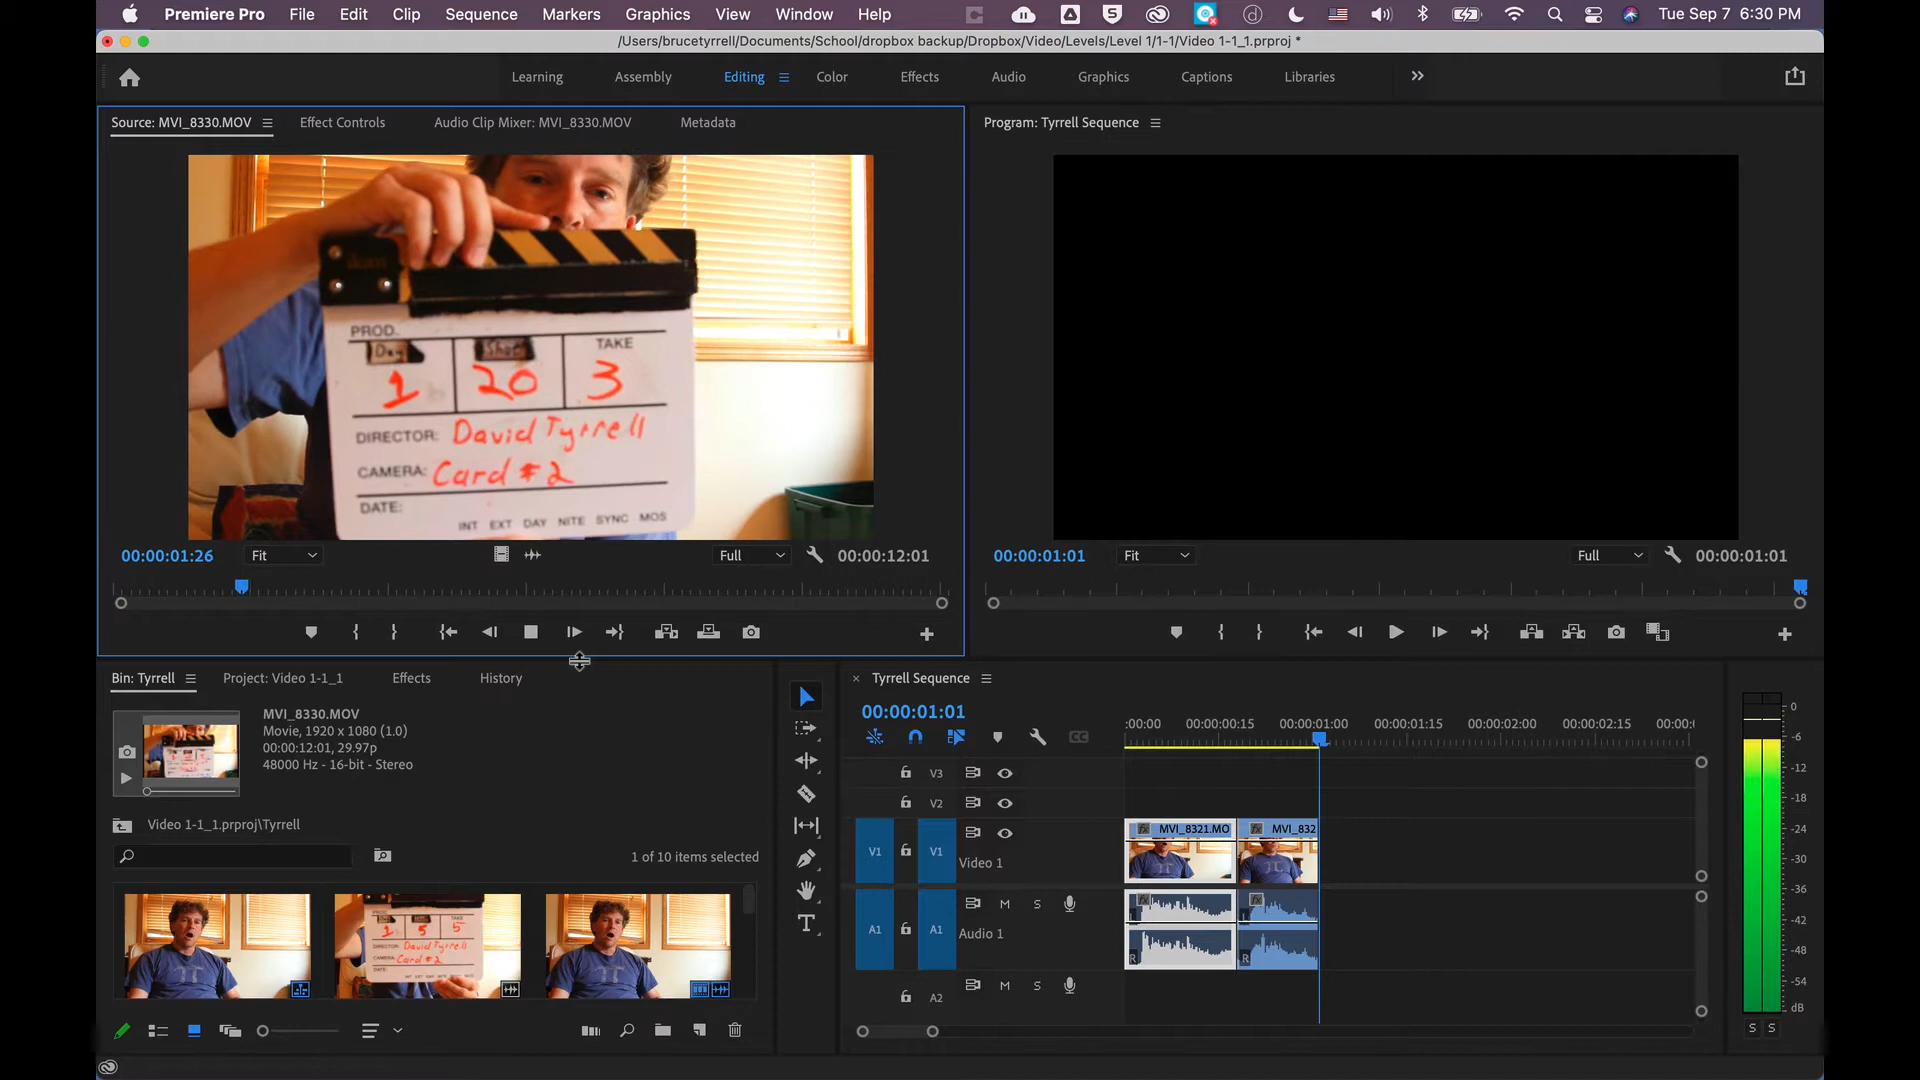 Premiere Pro File Edit Clip Sequence Markers Graphics View Window Help Tue Sep 7 6:30 PM
/Users/brucetyrrell/Documents/School/dropbox backup/Dropbox/Video/Levels/Level 1/1-1/Video 1-1_1.prproj *
Learning Assembly Editing Color Effects Audio Graphics Captions Libraries
Source: MVI_8330.MOV Effect Controls Audio Clip Mixer: MVI_8330.MOV Metadata
PROD.
Day Shot TAKE
1 20 3
DIRECTOR: David Tyrrell
CAMERA: Card #2
DATE:
INT EXT DAY NITE SYNC MOS
00:00:01:26 Fit Full 00:00:12:01
Program: Tyrrell Sequence
00:00:01:01 Fit Full 00:00:01:01
Bin: Tyrrell Project: Video 1-1_1 Effects History
MVI_8330.MOV
Movie, 1920 x 1080 (1.0)
00:00:12:01, 29.97p
48000 Hz - 16-bit - Stereo
Video 1-1_1.prproj\Tyrrell
1 of 10 items selected
1 5 5
David Tyrrell
Card #2
Tyrrell Sequence
00:00:01:01
:00:00 00:00:00:15 00:00:01:00 00:00:01:15 00:00:02:00 00:00:02:15 00:00:
CC
V3
V2
V1 V1 Video 1
MVI_8321.MO MVI_832
A1 A1 M S Audio 1
L L
R R
A2 M S
0
-6
-12
-18
-24
-30
-36
-42
-48
-54
dB
S S